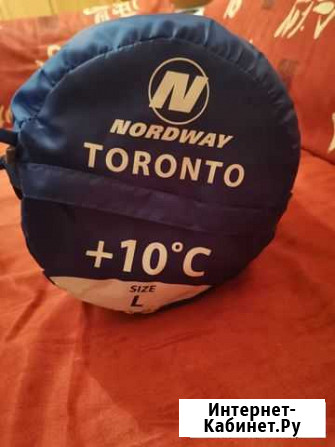 N
NORDWAY
TORONTO
+10°C
SIZE
L
Интернет-
Кабинет.Ру